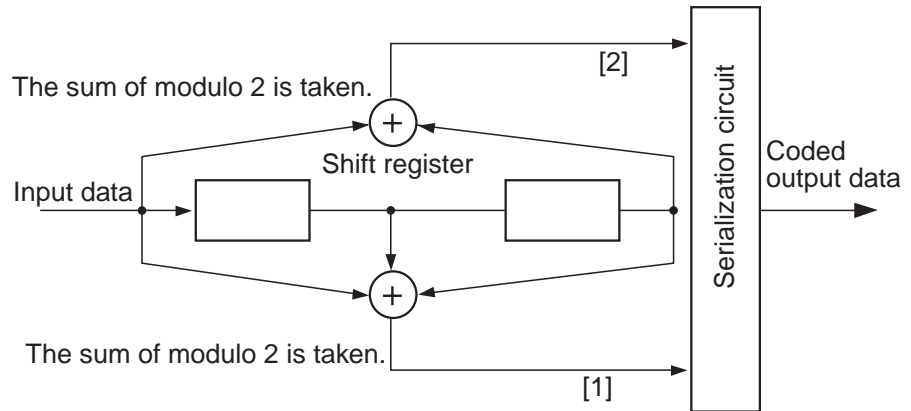 [2]
The sum of modulo 2 is taken.
+
Shift register
Input data
Serialization circuit
Coded
output data
+
The sum of modulo 2 is taken.
[1]